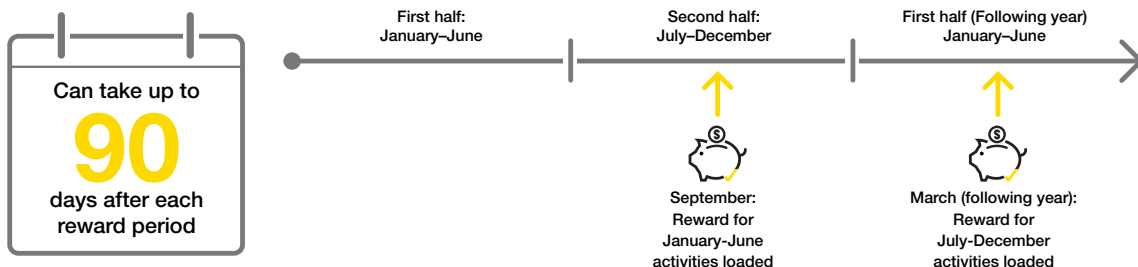 Can take up to
90
days after each
reward period
First half:
January–June
Second half:
July–December
First half (Following year)
January–June
$
September:
Reward for
January-June
activities loaded
$
March (following year):
Reward for
July-December
activities loaded